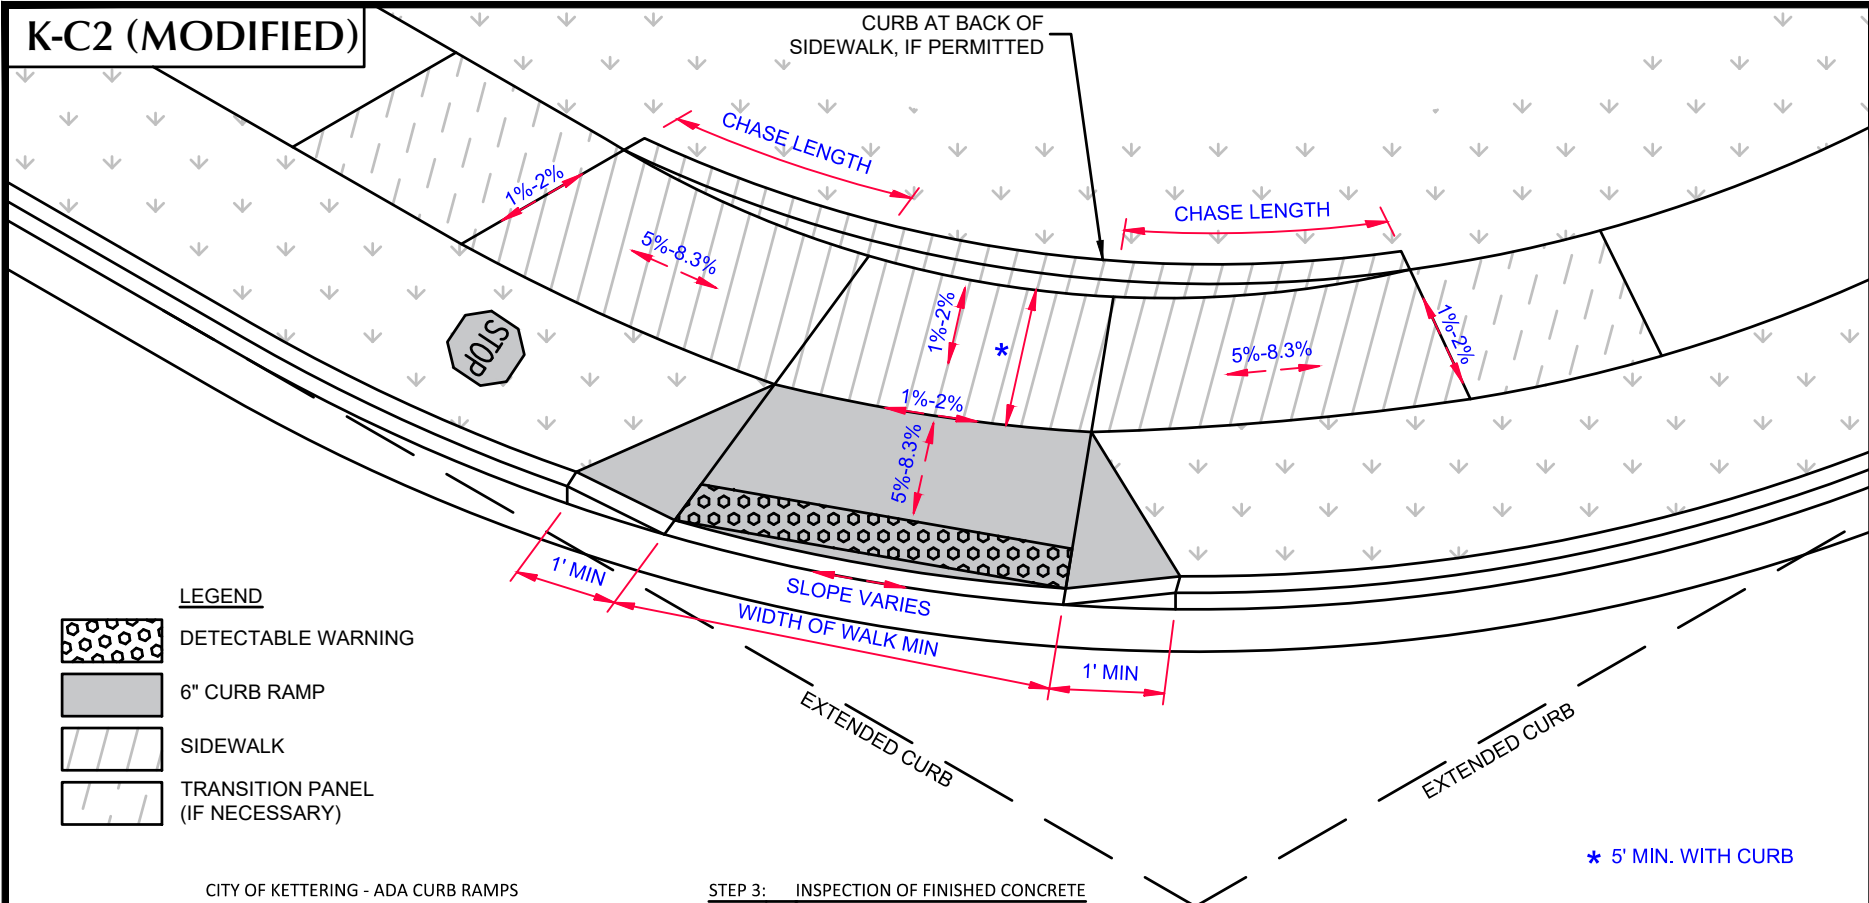 K-C2 (MODIFIED)
CURB AT BACK OF
SIDEWALK, IF PERMITTED
CHASE LENGTH
CHASE LENGTH
1%-2%
5%-8.3%
1%-2%
*
1%-2%
5%-8.3%
1%-2%
5%-8.3%
STOP
1' MIN
SLOPE VARIES
WIDTH OF WALK MIN
1' MIN
EXTENDED CURB
EXTENDED CURB
LEGEND
DETECTABLE WARNING
6" CURB RAMP
SIDEWALK
TRANSITION PANEL
(IF NECESSARY)
* 5' MIN. WITH CURB
CITY OF KETTERING - ADA CURB RAMPS
STEP 3: INSPECTION OF FINISHED CONCRETE